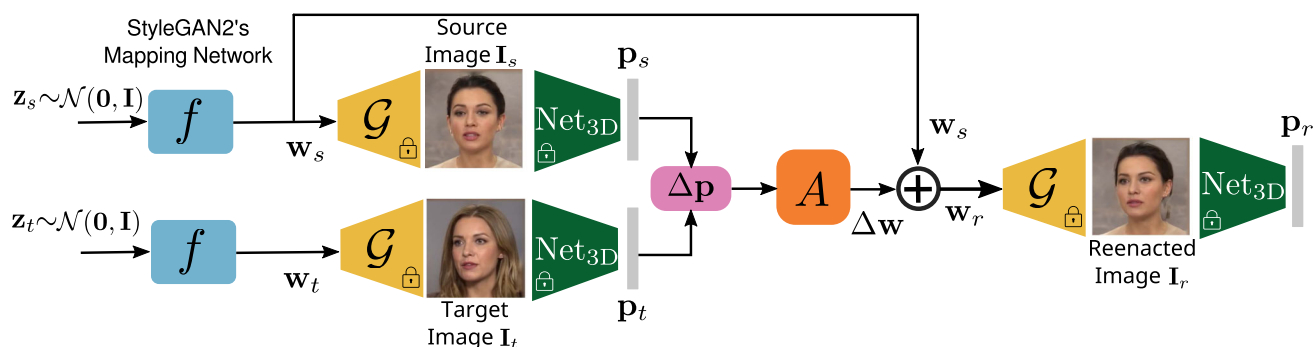 StyleGAN2's
Mapping Network
z_s∼𝒩(0, I)
f
w_s
𝒢
Source
Image I_s
Net_3D
p_s
z_t∼𝒩(0, I)
f
w_t
𝒢
Target
Image I_t
Net_3D
p_t
Δp
A
Δw
w_s
+
w_r
𝒢
Reenacted
Image I_r
Net_3D
p_r